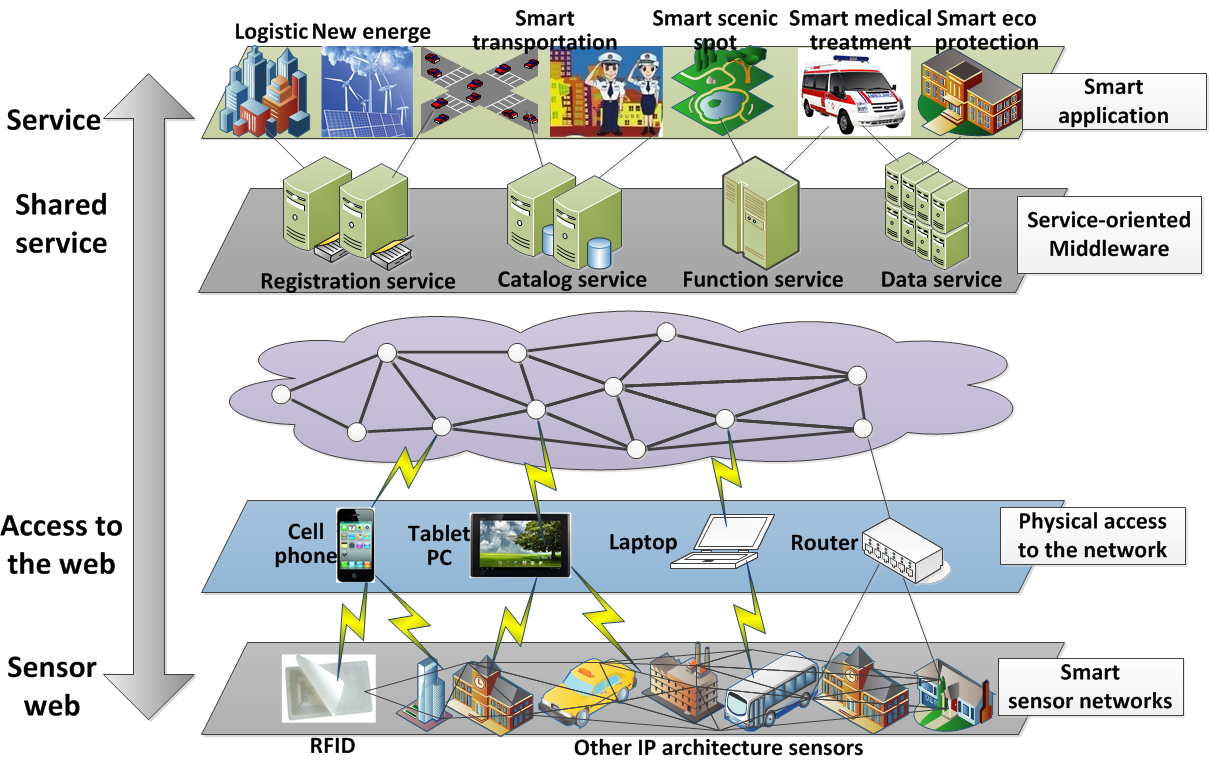 Logistic New energe
Smart
transportation
Smart scenic
spot
Smart medical
treatment
Smart eco
protection
Service
Smart
application
AMBULANCE
HOUSE
Shared
service
Service-oriented
Middleware
Registration service
Catalog service
Function service
Data service
Access to
the web
Cell
phone
Tablet
PC
Laptop
Router
Physical access
to the network
Sensor
web
Smart
sensor networks
RFID
Other IP architecture sensors